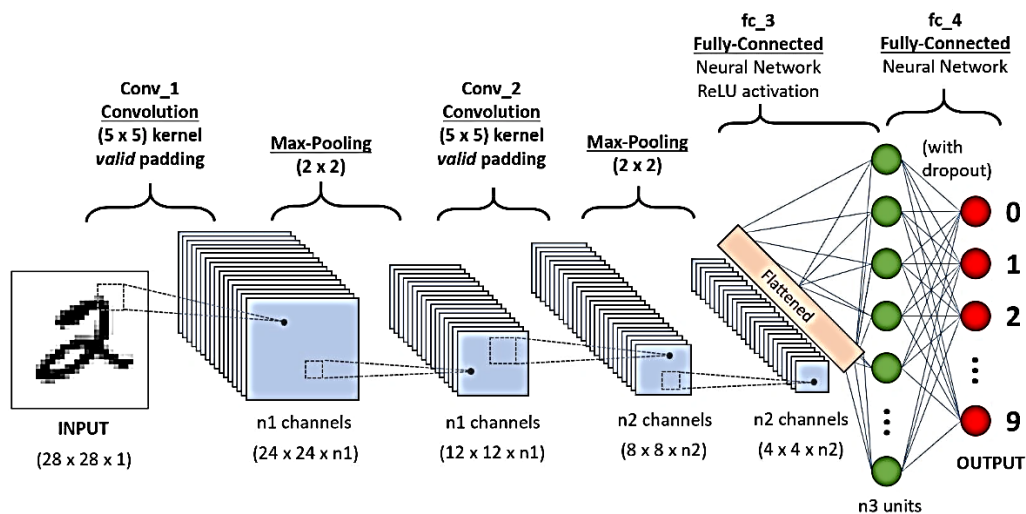 Conv_1
Convolution
(5 x 5) kernel
valid padding
Max-Pooling
(2 x 2)
Conv_2
Convolution
(5 x 5) kernel
valid padding
Max-Pooling
(2 x 2)
fc_3
Fully-Connected
Neural Network
ReLU activation
fc_4
Fully-Connected
Neural Network
(with
dropout)
Flattened
0
1
2
9
INPUT
(28 x 28 x 1)
n1 channels
(24 x 24 x n1)
n1 channels
(12 x 12 x n1)
n2 channels
(8 x 8 x n2)
n2 channels
(4 x 4 x n2)
n3 units
OUTPUT